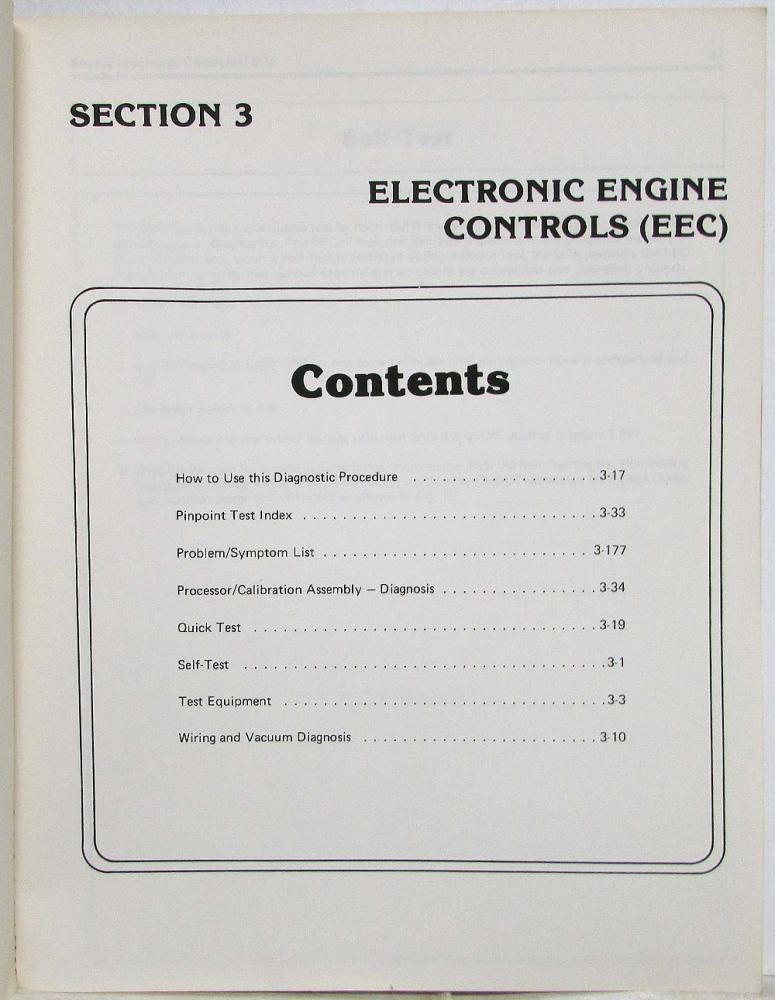 SECTION 3
ELECTRONIC ENGINE
CONTROLS (EEC)
Contents
How to Use this Diagnostic Procedure . . . . . . . . . . . . . . . . . . . 3-17
Pinpoint Test Index . . . . . . . . . . . . . . . . . . . . . . . . . . . . . . 3-33
Problem/Symptom List . . . . . . . . . . . . . . . . . . . . . . . . . . . 3-177
Processor/Calibration Assembly — Diagnosis . . . . . . . . . . . . . . . . 3-34
Quick Test . . . . . . . . . . . . . . . . . . . . . . . . . . . . . . . . . . . 3-19
Self-Test . . . . . . . . . . . . . . . . . . . . . . . . . . . . . . . . . . . . .3-1
Test Equipment . . . . . . . . . . . . . . . . . . . . . . . . . . . . . . . . .3-3
Wiring and Vacuum Diagnosis . . . . . . . . . . . . . . . . . . . . . . . . 3-10